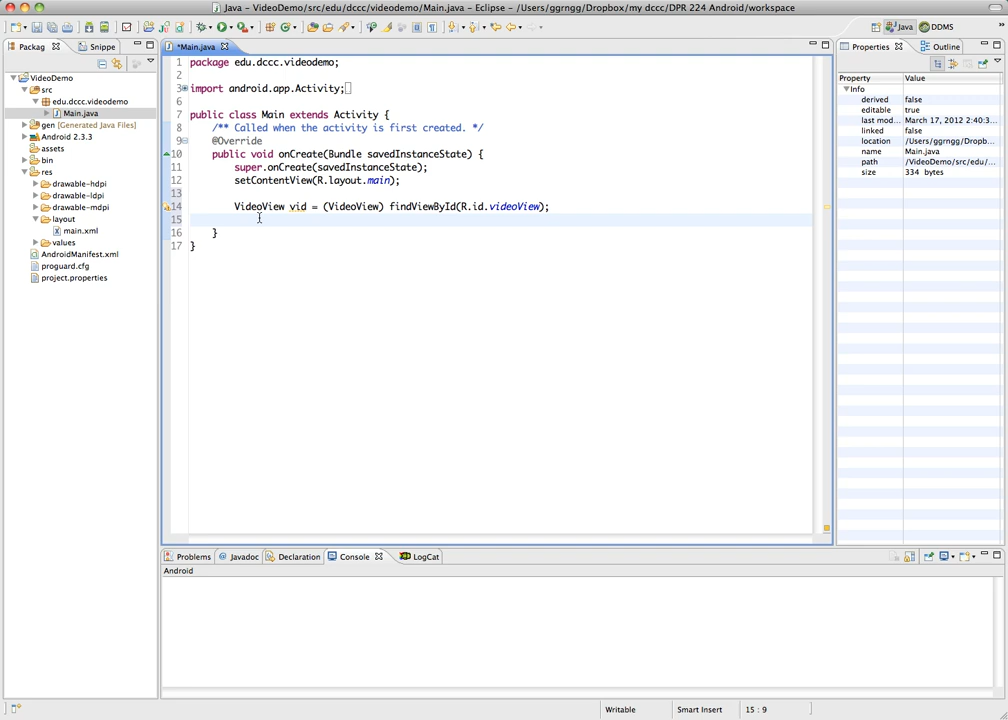 Java - VideoDemo/src/edu/dccc/videodemo/Main.java - Eclipse - /Users/ggrngg/Dropbox/my dccc/DPR 224 Android/workspace
Java
DDMS
Packag
Snippe
VideoDemo
src
edu.dccc.videodemo
Main.java
gen [Generated Java Files]
Android 2.3.3
assets
bin
res
drawable-hdpi
drawable-ldpi
drawable-mdpi
layout
main.xml
values
AndroidManifest.xml
proguard.cfg
project.properties
*Main.java
1 package edu.dccc.videodemo;
2
3 import android.app.Activity;
6
7 public class Main extends Activity {
8 /** Called when the activity is first created. */
9 @Override
10 public void onCreate(Bundle savedInstanceState) {
11 super.onCreate(savedInstanceState);
12 setContentView(R.layout.main);
13
14 VideoView vid = (VideoView) findViewById(R.id.videoView);
15
16 }
17 }
Properties
Outline
Property Value
Info
derived false
editable true
last mod... March 17, 2012 2:40:3...
linked false
location /Users/ggrngg/Dropb...
name Main.java
path /VideoDemo/src/edu/...
size 334 bytes
Problems
@ Javadoc
Declaration
Console
LogCat
Android
Writable
Smart Insert
15 : 9